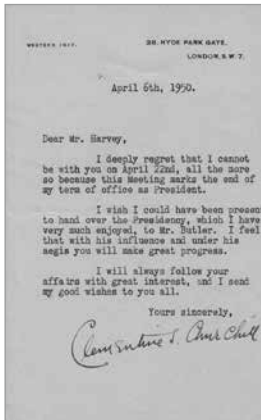 WESTERN 1617.
28, HYDE PARK GATE,
LONDON, S.W. 7.
April 6th, 1950.
Dear Mr. Harvey,
I deeply regret that I cannot
be with you on April 22nd, all the more
so because this Meeting marks the end of
my term of office as President.
I wish I could have been present
to hand over the Presidency, which I have
very much enjoyed, to Mr. Butler. I feel
that with his influence and under his
aegis you will make great progress.
I will always follow your
affairs with great interest, and I send
my good wishes to you all.
Yours sincerely,
Clementine S. Churchill